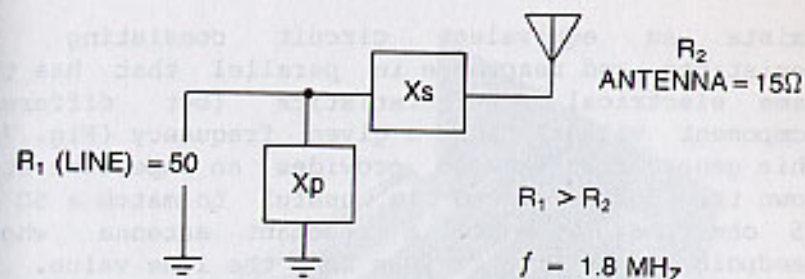 Xs
R₂
ANTENNA = 15Ω
R₁ (LINE) = 50
Xp
R₁ > R₂
f = 1.8 MHz